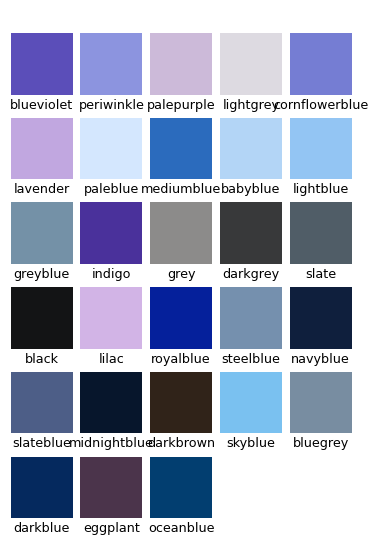 blueviolet periwinkle palepurple lightgrey cornflowerblue
lavender paleblue mediumblue babyblue lightblue
greyblue indigo grey darkgrey slate
black lilac royalblue steelblue navyblue
slateblue midnightblue darkbrown skyblue bluegrey
darkblue eggplant oceanblue